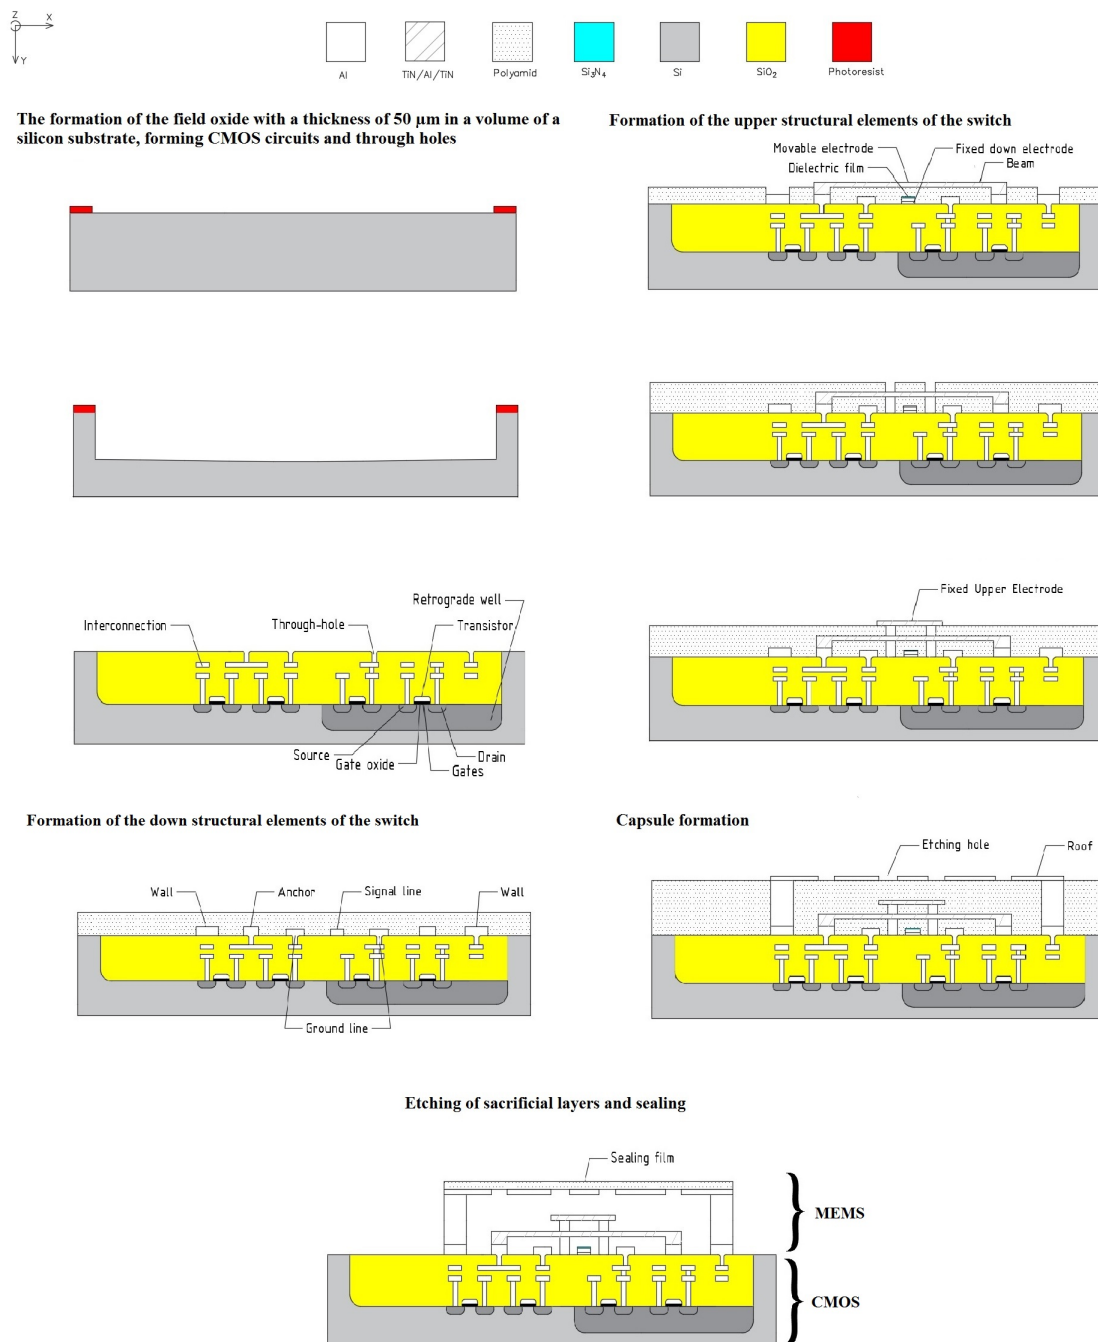 Z
X
Y
Al
TiN/Al/TiN
Polyamid
Si₃N₄
Si
SiO₂
Photoresist
The formation of the field oxide with a thickness of 50 µm in a volume of a
silicon substrate, forming CMOS circuits and through holes
Retrograde well
Interconnection
Through-hole
Transistor
Source
Gate oxide
Drain
Gates
Formation of the down structural elements of the switch
Wall
Anchor
Signal line
Wall
Ground line
Formation of the upper structural elements of the switch
Movable electrode
Fixed down electrode
Dielectric film
Beam
Fixed Upper Electrode
Capsule formation
Etching hole
Roof
Etching of sacrificial layers and sealing
Sealing film
MEMS
CMOS